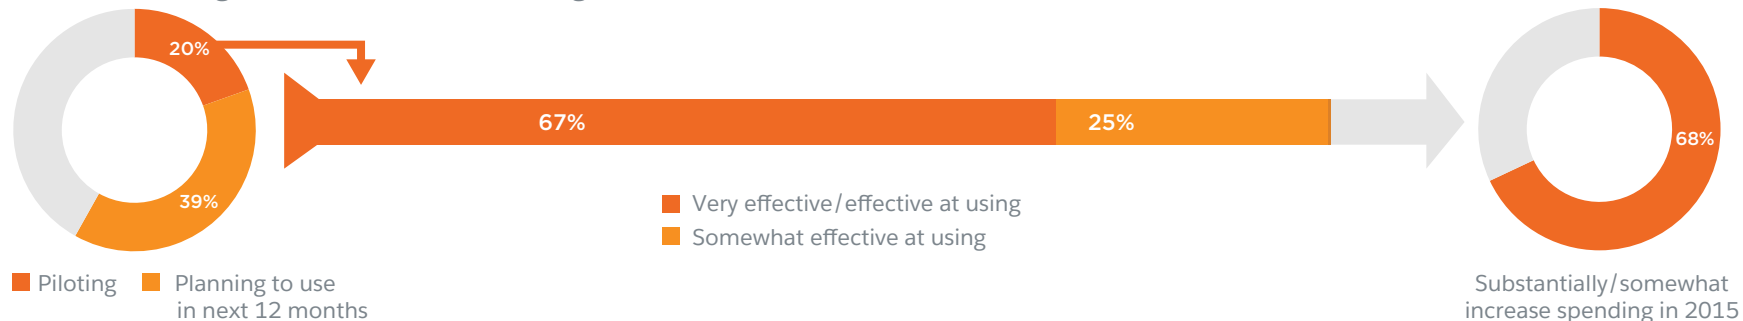 20%
39%
Piloting
Planning to use
in next 12 months
67%
25%
Very effective/effective at using
Somewhat effective at using
68%
Substantially/somewhat
increase spending in 2015